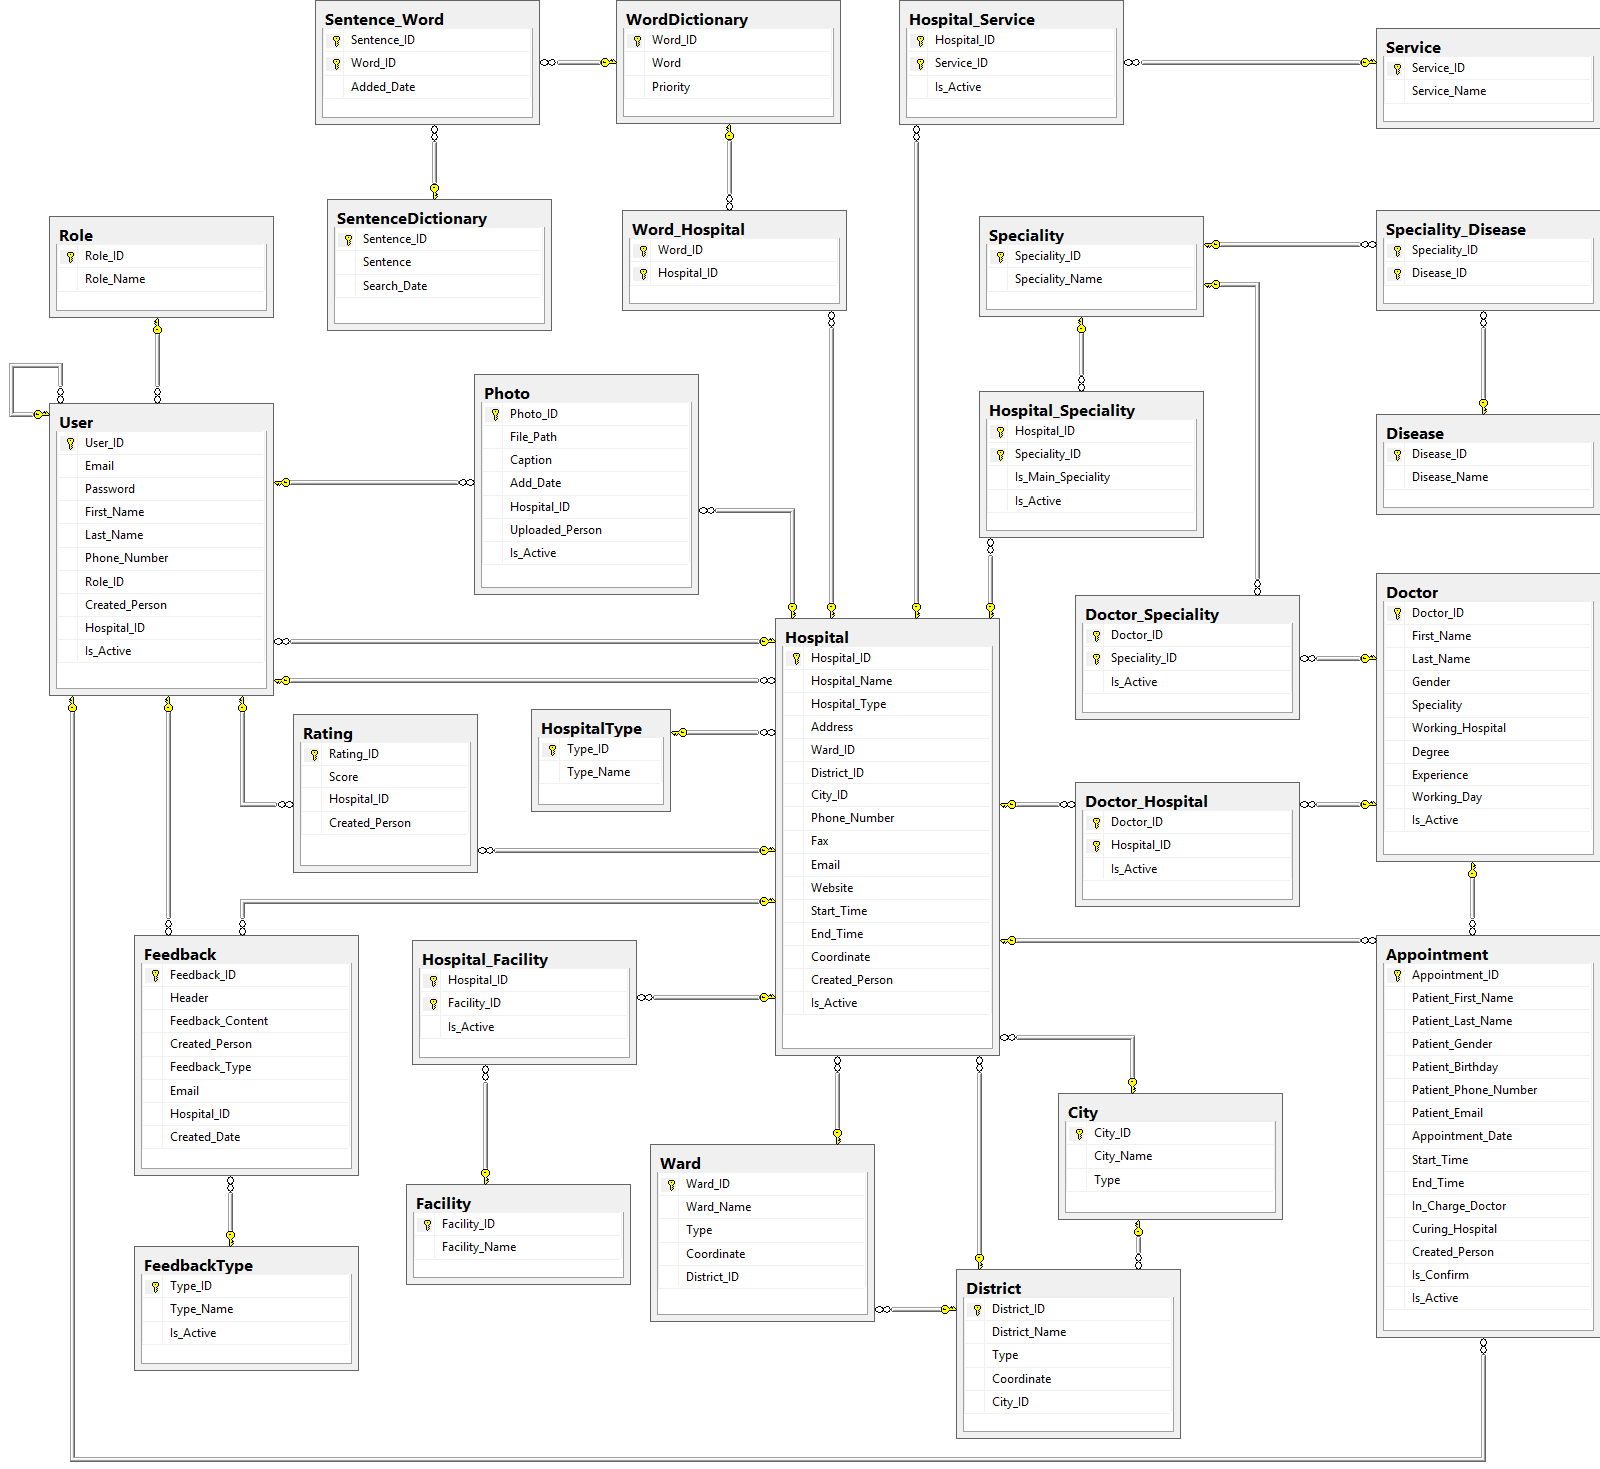 Sentence_Word
Sentence_ID
Word_ID
Added_Date
WordDictionary
Word_ID
Word
Priority
Hospital_Service
Hospital_ID
Service_ID
Is_Active
Service
Service_ID
Service_Name
Role
Role_ID
Role_Name
SentenceDictionary
Sentence_ID
Sentence
Search_Date
Word_Hospital
Word_ID
Hospital_ID
Speciality
Speciality_ID
Speciality_Name
Speciality_Disease
Speciality_ID
Disease_ID
User
User_ID
Email
Password
First_Name
Last_Name
Phone_Number
Role_ID
Created_Person
Hospital_ID
Is_Active
Photo
Photo_ID
File_Path
Caption
Add_Date
Hospital_ID
Uploaded_Person
Is_Active
Hospital_Speciality
Hospital_ID
Speciality_ID
Is_Main_Speciality
Is_Active
Disease
Disease_ID
Disease_Name
Hospital
Hospital_ID
Hospital_Name
Hospital_Type
Address
Ward_ID
District_ID
City_ID
Phone_Number
Fax
Email
Website
Start_Time
End_Time
Coordinate
Created_Person
Is_Active
Doctor_Speciality
Doctor_ID
Speciality_ID
Is_Active
Doctor
Doctor_ID
First_Name
Last_Name
Gender
Speciality
Working_Hospital
Degree
Experience
Working_Day
Is_Active
Rating
Rating_ID
Score
Hospital_ID
Created_Person
HospitalType
Type_ID
Type_Name
Doctor_Hospital
Doctor_ID
Hospital_ID
Is_Active
Feedback
Feedback_ID
Header
Feedback_Content
Created_Person
Feedback_Type
Email
Hospital_ID
Created_Date
Hospital_Facility
Hospital_ID
Facility_ID
Is_Active
Appointment
Appointment_ID
Patient_First_Name
Patient_Last_Name
Patient_Gender
Patient_Birthday
Patient_Phone_Number
Patient_Email
Appointment_Date
Start_Time
End_Time
In_Charge_Doctor
Curing_Hospital
Created_Person
Is_Confirm
Is_Active
City
City_ID
City_Name
Type
Ward
Ward_ID
Ward_Name
Type
Coordinate
District_ID
Facility
Facility_ID
Facility_Name
FeedbackType
Type_ID
Type_Name
Is_Active
District
District_ID
District_Name
Type
Coordinate
City_ID